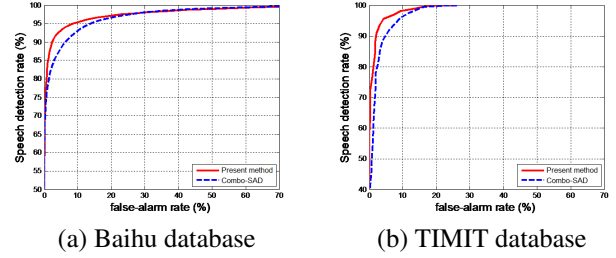 100
95
90
85
80
75
70
65
60
55
50
Speech detection rate (%)
0 10 20 30 40 50 60 70
false-alarm rate (%)
Present method
Combo-SAD
(a) Baihu database
100
90
80
70
60
50
40
Speech detection rate (%)
0 10 20 30 40 50 60 70
false-alarm rate (%)
Present method
Combo-SAD
(b) TIMIT database